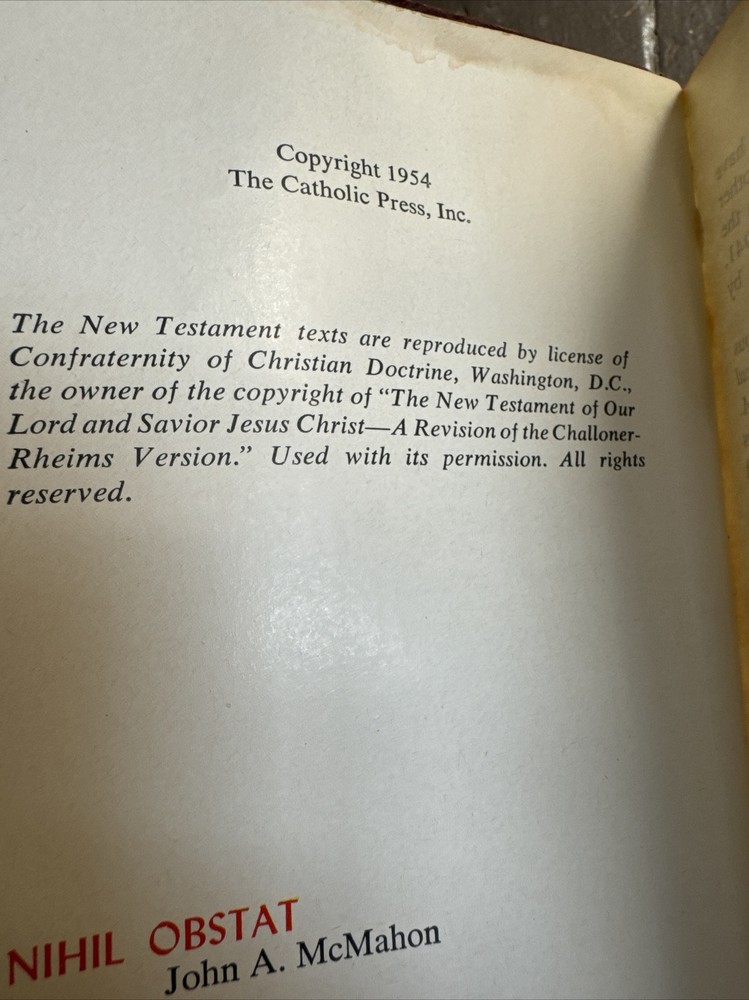 Copyright 1954
The Catholic Press, Inc.
The New Testament texts are reproduced by license of
Confraternity of Christian Doctrine, Washington, D.C.,
the owner of the copyright of “The New Testament of Our
Lord and Savior Jesus Christ—A Revision of the Challoner-
Rheims Version.” Used with its permission. All rights
reserved.
NIHIL OBSTAT
John A. McMahon